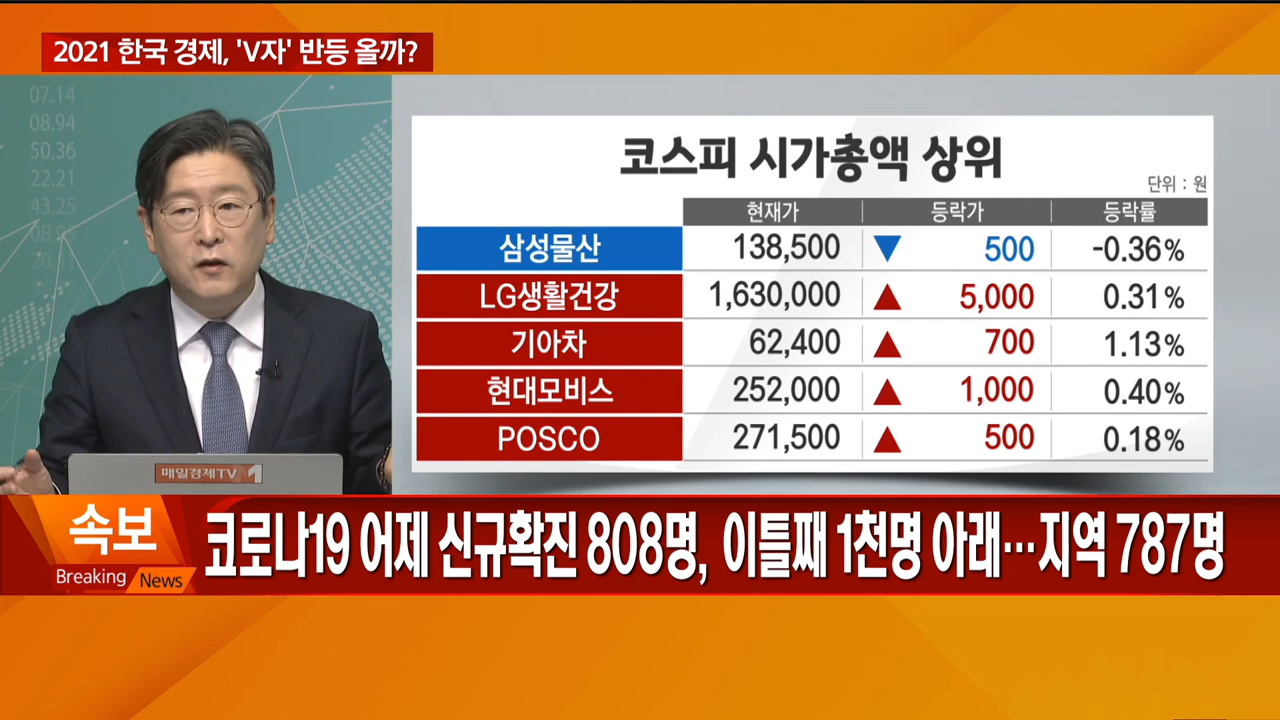 2021 한국 경제, 'V자' 반등 올까?
07.14
08.94
50.36
22.21
43.25
코스피 시가총액 상위
단위 : 원
현재가 등락가 등락률
삼성물산 138,500 ▼ 500 -0.36%
LG생활건강 1,630,000 ▲ 5,000 0.31%
기아차 62,400 ▲ 700 1.13%
현대모비스 252,000 ▲ 1,000 0.40%
POSCO 271,500 ▲ 500 0.18%
매일경제TV 1
속보
Breaking News
코로나19 어제 신규확진 808명, 이틀째 1천명 아래…지역 787명